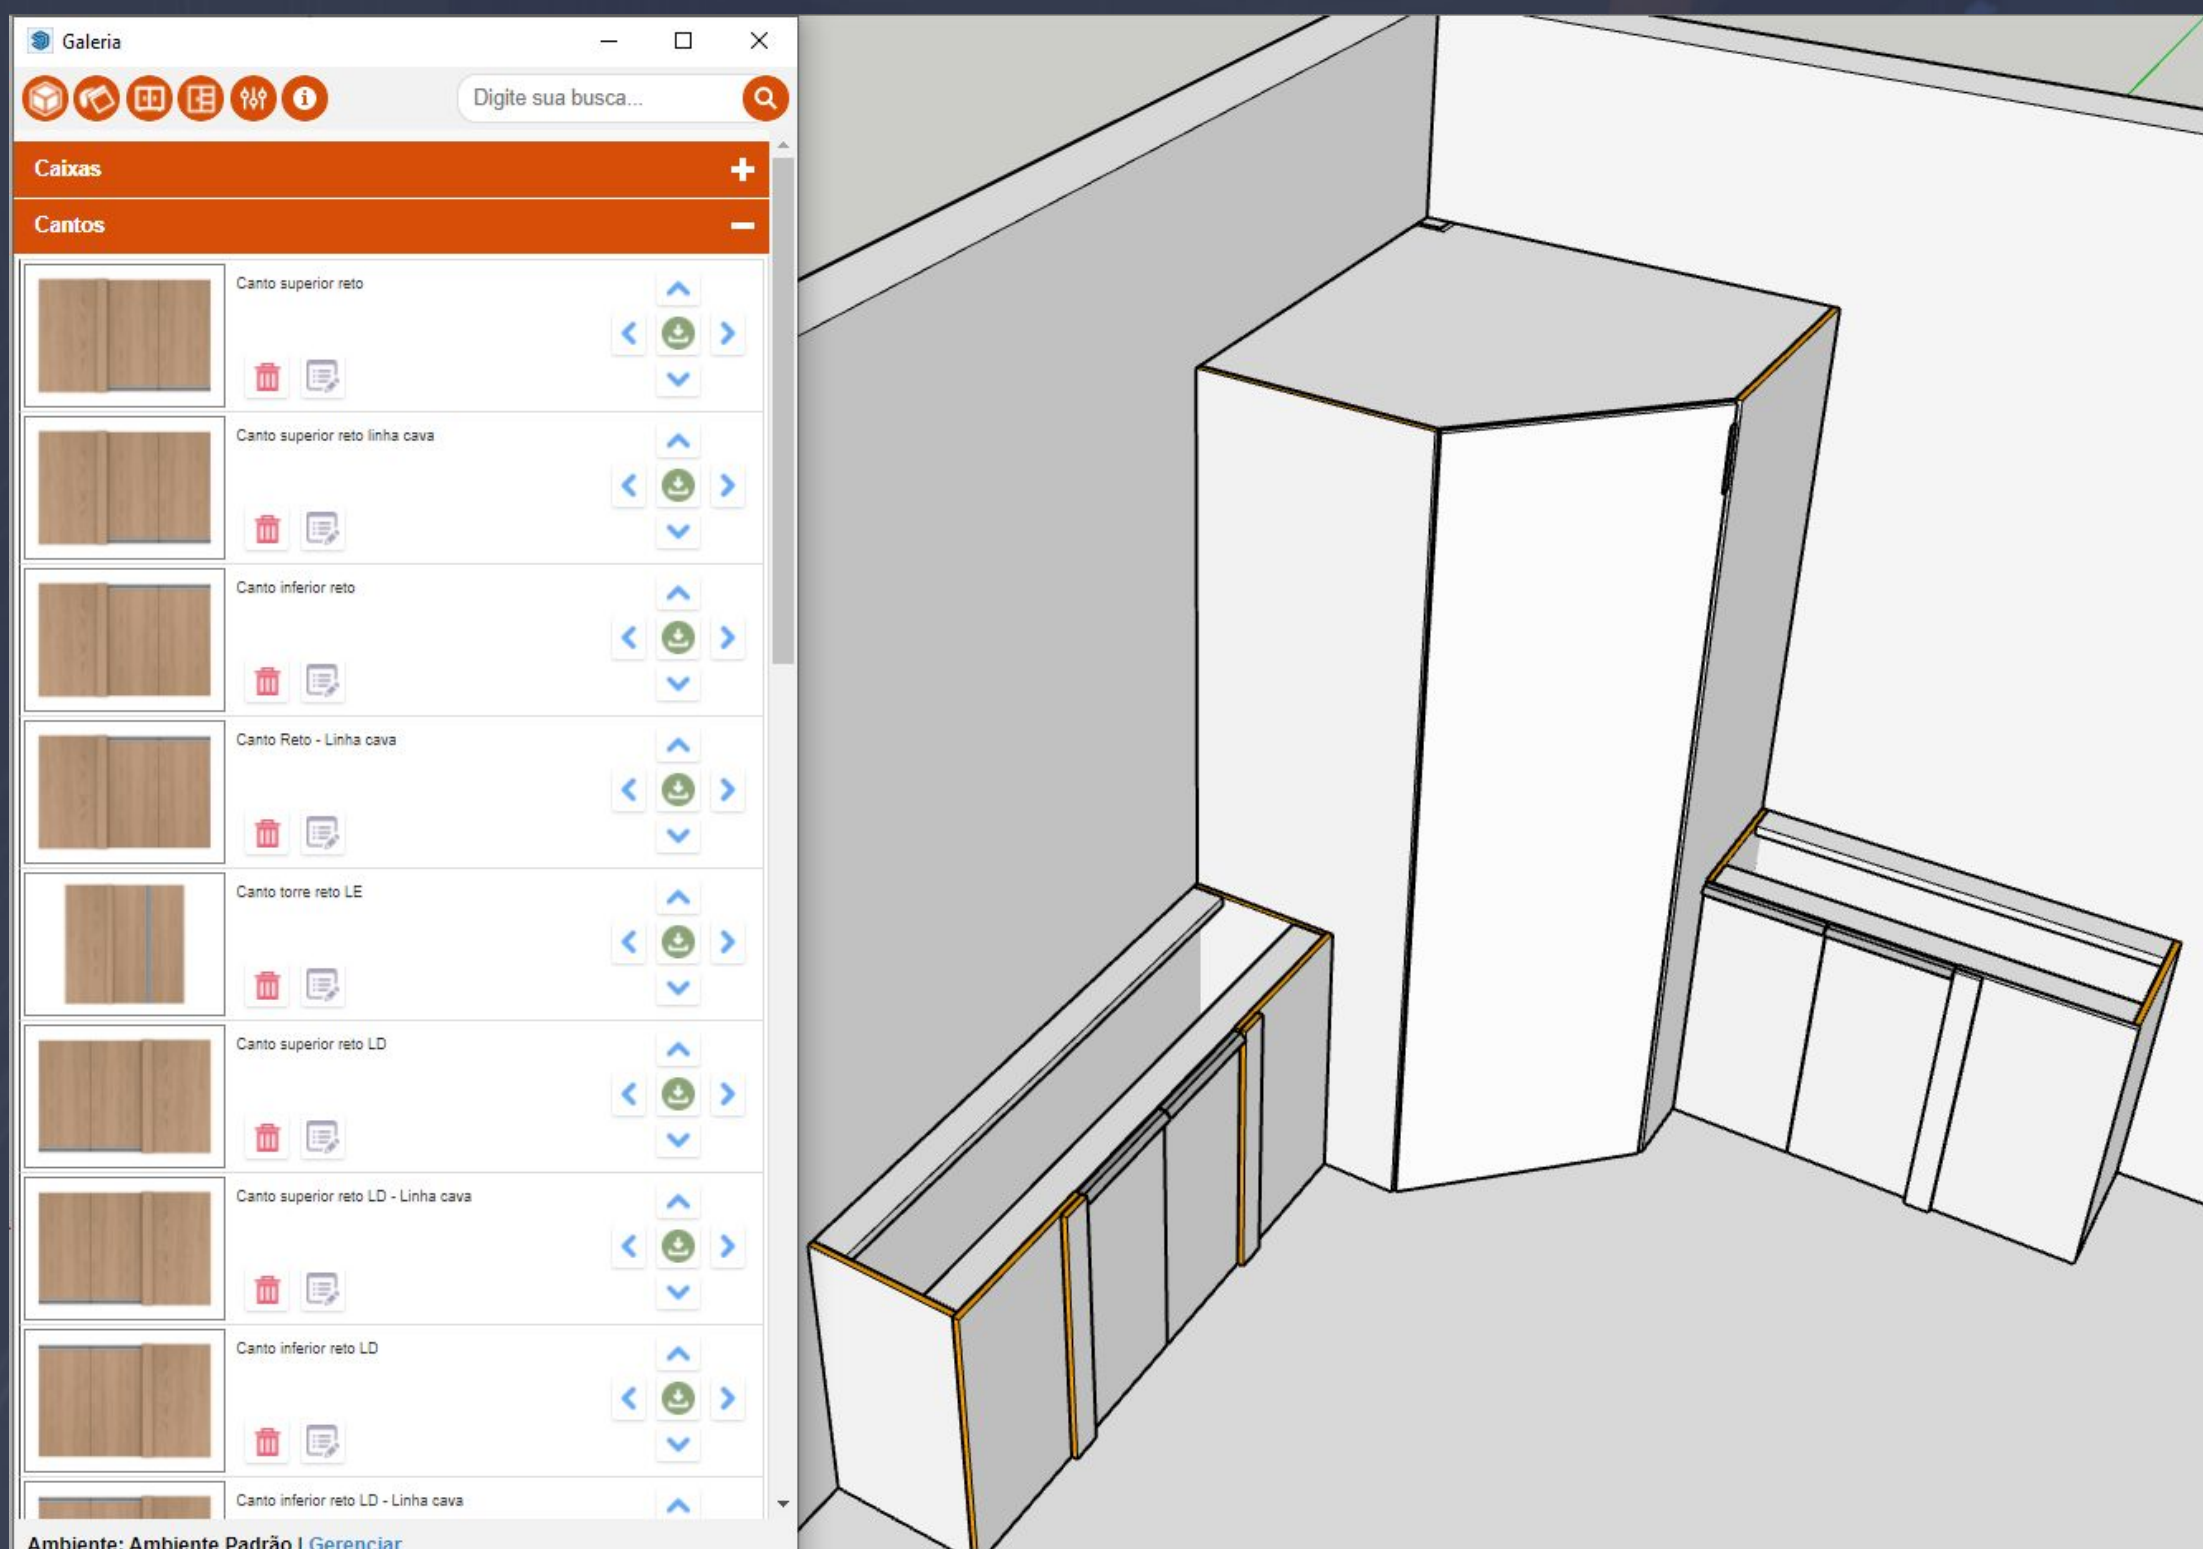 Galeria
Digite sua busca...
Caixas
Cantos
Canto superior reto
Canto superior reto linha cava
Canto inferior reto
Canto Reto - Linha cava
Canto torre reto LE
Canto superior reto LD
Canto superior reto LD - Linha cava
Canto inferior reto LD
Canto inferior reto LD - Linha cava
Ambiente: Ambiente Padrão | Gerenciar